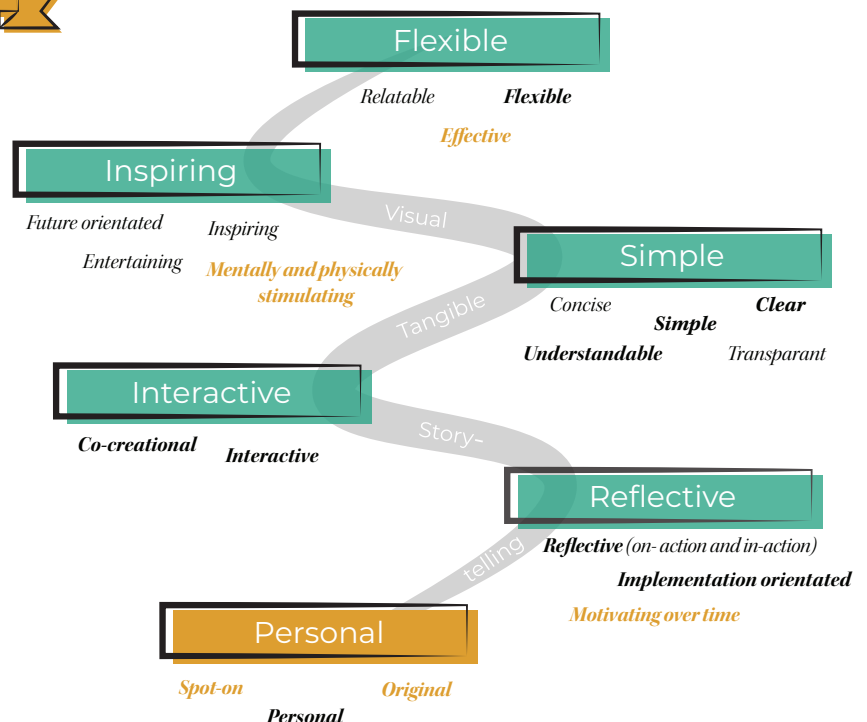 Flexible
Relatable
Flexible
Effective
Inspiring
Future orientated
Inspiring
Entertaining
Mentally and physically
stimulating
Visual
Simple
Concise
Clear
Simple
Understandable
Transparant
Tangible
Interactive
Co-creational
Interactive
Story-
telling
Reflective
Reflective (on- action and in-action)
Implementation orientated
Motivating over time
Personal
Spot-on
Original
Personal